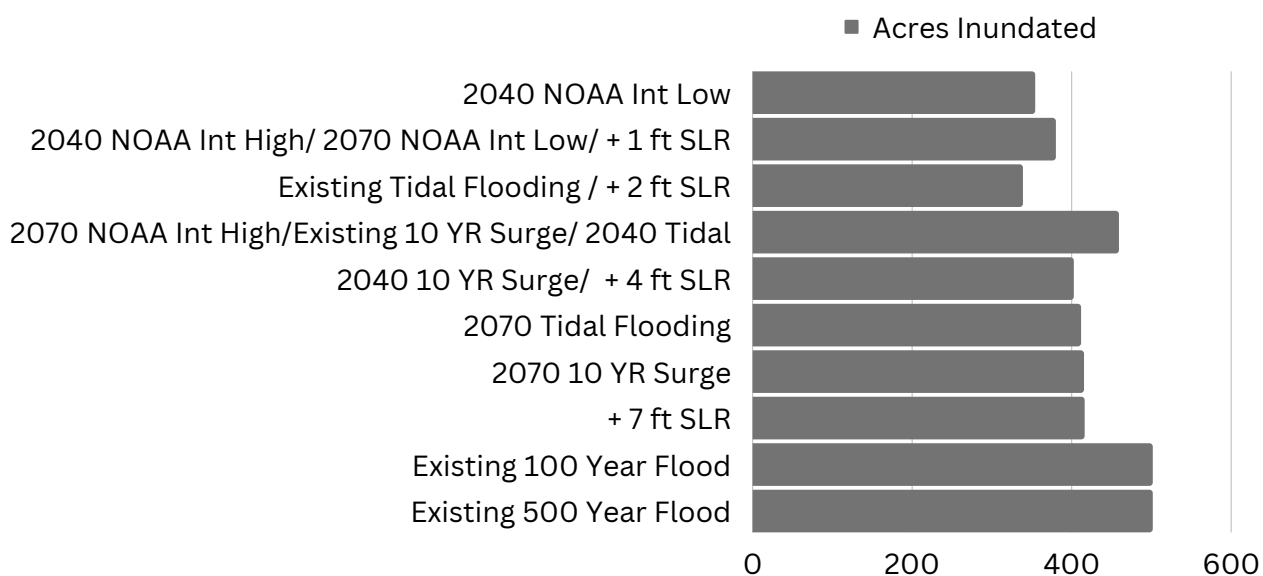 Acres Inundated
2040 NOAA Int Low
2040 NOAA Int High/ 2070 NOAA Int Low/ + 1 ft SLR
Existing Tidal Flooding / + 2 ft SLR
2070 NOAA Int High/Existing 10 YR Surge/ 2040 Tidal
2040 10 YR Surge/  + 4 ft SLR
2070 Tidal Flooding
2070 10 YR Surge
+ 7 ft SLR
Existing 100 Year Flood
Existing 500 Year Flood
0 200 400 600